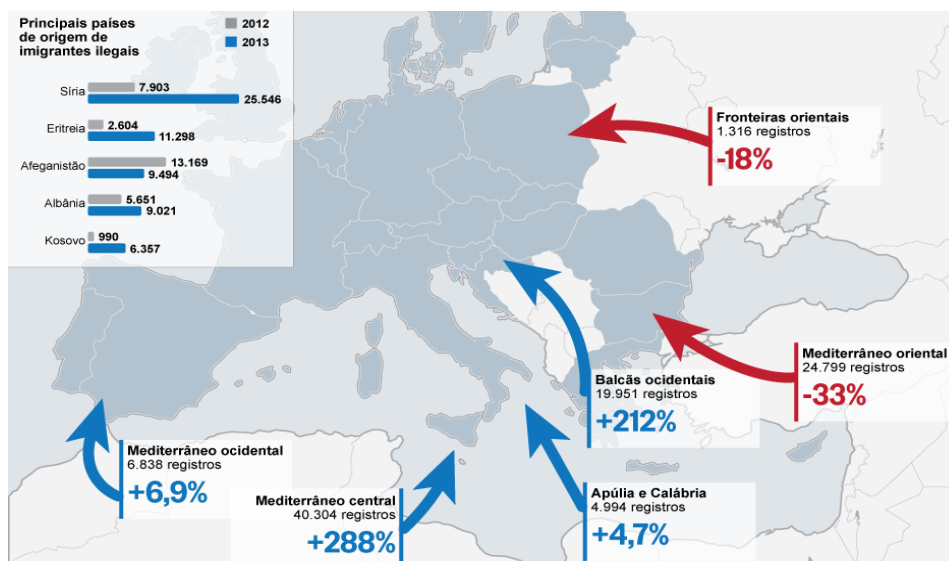 Principais países
de origem de
imigrantes ilegais
2012
2013
Síria
7.903
25.546
Eritreia
2.604
11.298
Afeganistão
13.169
9.494
Albânia
5.651
9.021
Kosovo
990
6.357
Fronteiras orientais
1.316 registros
-18%
Mediterrâneo oriental
24.799 registros
-33%
Balcãs ocidentais
19.951 registros
+212%
Mediterrâneo ocidental
6.838 registros
+6,9%
Mediterrâneo central
40.304 registros
+288%
Apúlia e Calábria
4.994 registros
+4,7%